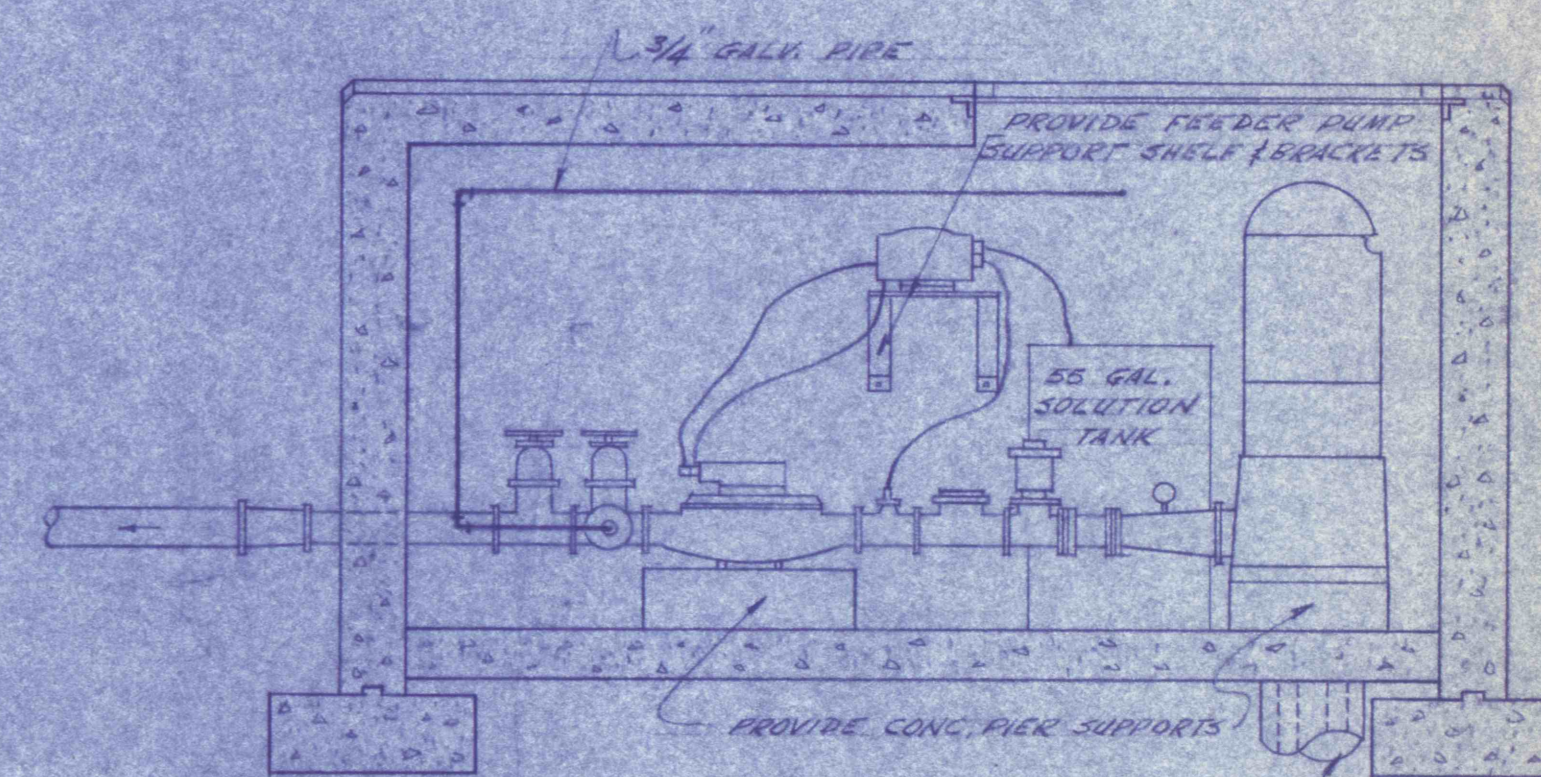 3/4" GALV. PIPE
PROVIDE FEEDER PUMP
SUPPORT SHELF & BRACKETS
55 GAL.
SOLUTION
TANK
PROVIDE CONC. PIER SUPPORTS